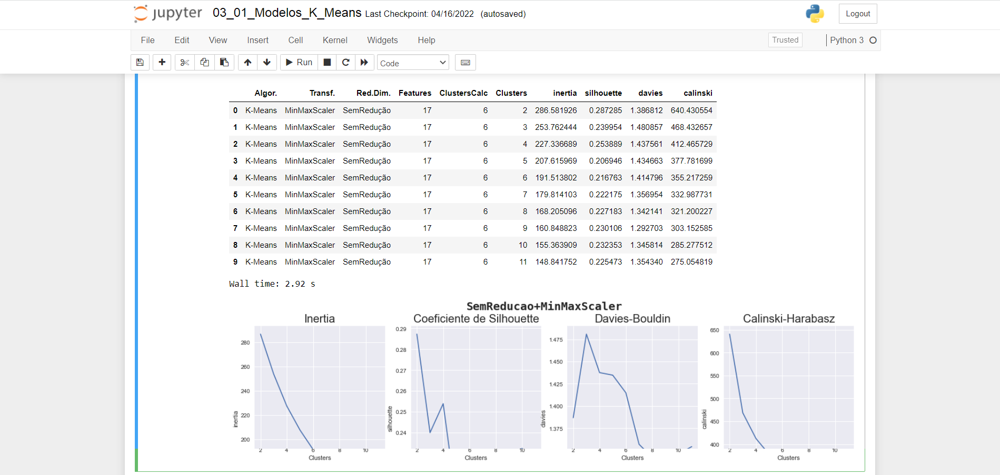 jupyter 03_01_Modelos_K_Means Last Checkpoint: 04/16/2022 (autosaved) Logout
File Edit View Insert Cell Kernel Widgets Help Trusted Python 3
Run Code
Algor. Transf. Red.Dim. Features ClustersCalc Clusters inertia silhouette davies calinski
0 K-Means MinMaxScaler SemRedução 17 6 2 286.581926 0.287285 1.386812 640.430554
1 K-Means MinMaxScaler SemRedução 17 6 3 253.762444 0.239954 1.480857 468.432657
2 K-Means MinMaxScaler SemRedução 17 6 4 227.336689 0.253889 1.437561 412.465729
3 K-Means MinMaxScaler SemRedução 17 6 5 207.615969 0.206946 1.434663 377.781699
4 K-Means MinMaxScaler SemRedução 17 6 6 191.513802 0.216763 1.414796 355.217259
5 K-Means MinMaxScaler SemRedução 17 6 7 179.814103 0.222175 1.356954 332.987731
6 K-Means MinMaxScaler SemRedução 17 6 8 168.205096 0.227183 1.342141 321.200227
7 K-Means MinMaxScaler SemRedução 17 6 9 160.848823 0.230106 1.292703 303.152585
8 K-Means MinMaxScaler SemRedução 17 6 10 155.363909 0.232353 1.345814 285.277512
9 K-Means MinMaxScaler SemRedução 17 6 11 148.841752 0.225473 1.354340 275.054819
Wall time: 2.92 s
SemReducao+MinMaxScaler
Inertia
280
260
240
220
200
inertia
2 4 6 8 10
Clusters
Coeficiente de Silhouette
0.29
0.28
0.27
0.26
0.25
0.24
silhouette
2 4 6 8 10
Clusters
Davies-Bouldin
1.475
1.450
1.425
1.400
1.375
davies
2 4 6 8 10
Clusters
Calinski-Harabasz
650
600
550
500
450
400
calinski
2 4 6 8 10
Clusters